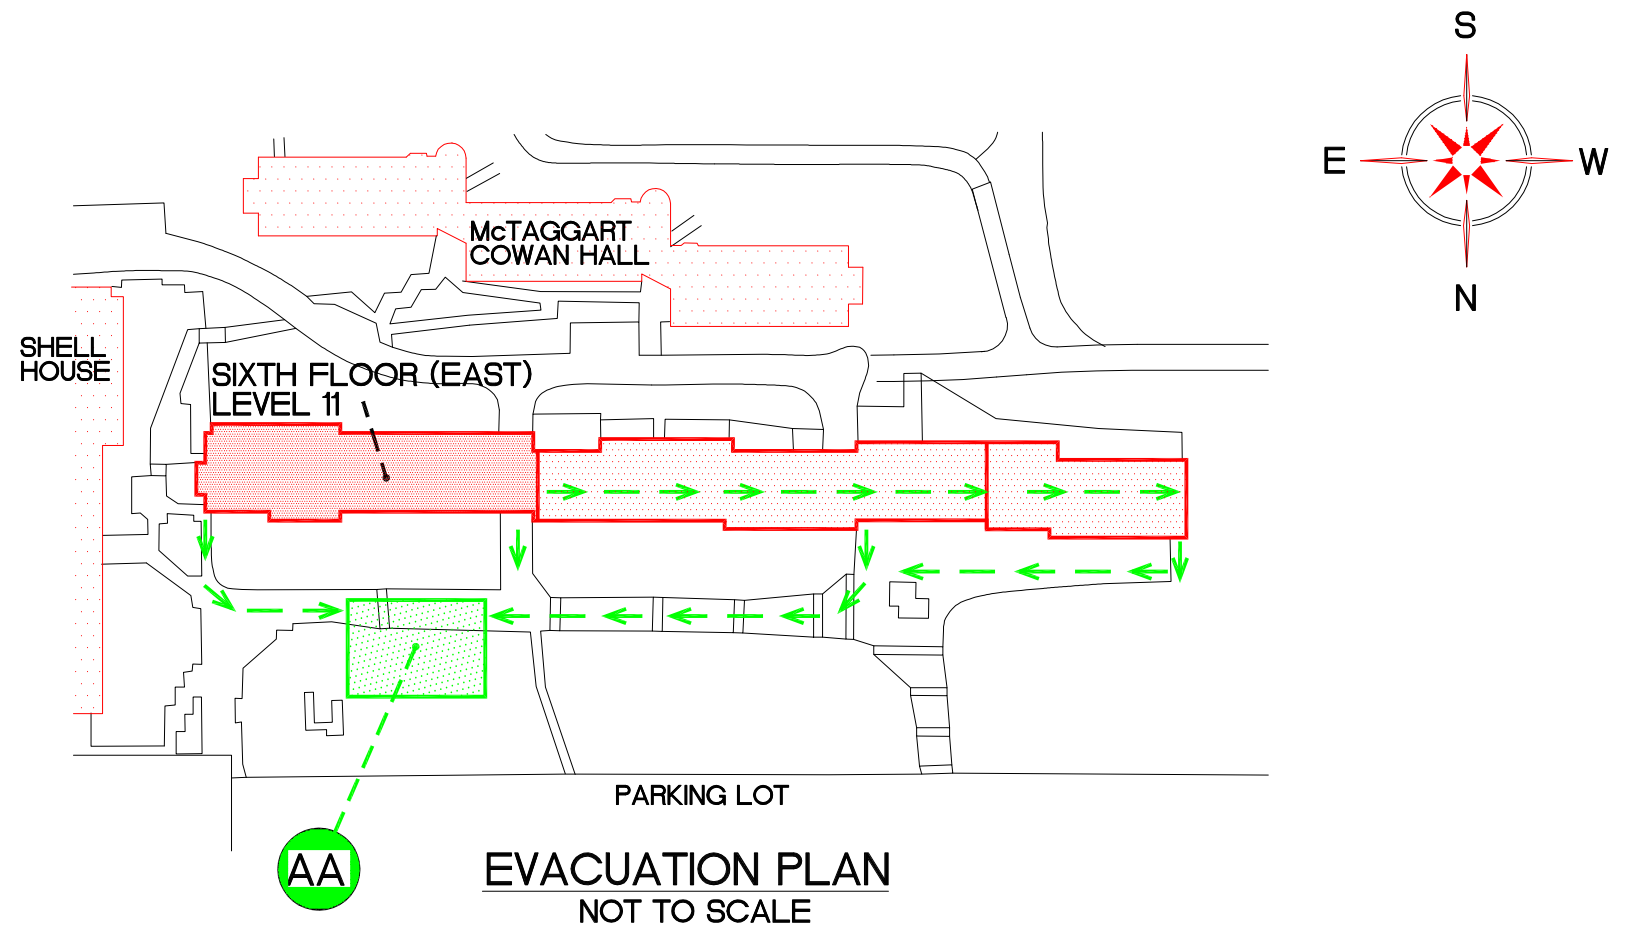 S
E
W
N
McTAGGART
COWAN HALL
SHELL
HOUSE
SIXTH FLOOR (EAST)
LEVEL 11
PARKING LOT
AA
EVACUATION PLAN
NOT TO SCALE